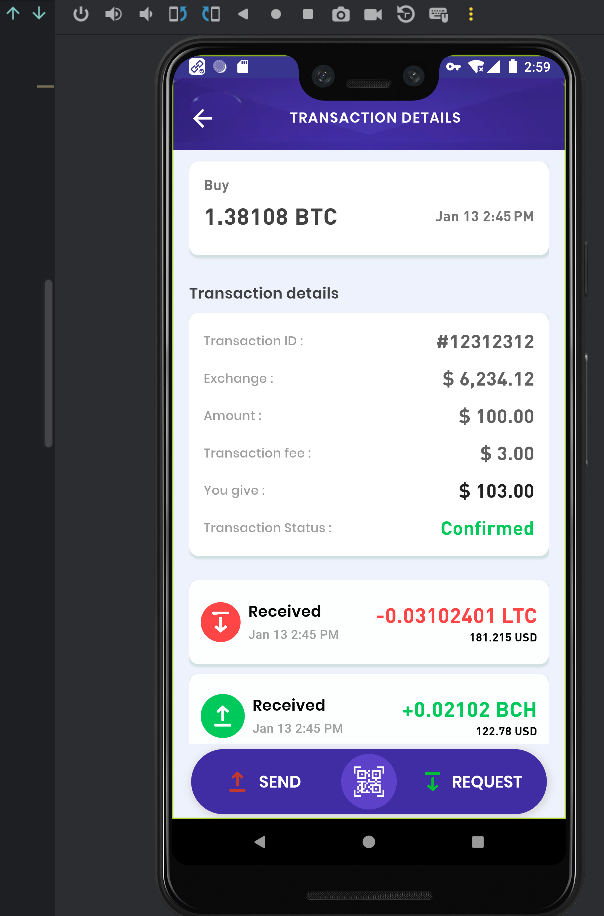 2:59
TRANSACTION DETAILS
Buy
1.38108 BTC Jan 13 2:45 PM
Transaction details
Transaction ID : #12312312
Exchange : $ 6,234.12
Amount : $ 100.00
Transaction fee : $ 3.00
You give : $ 103.00
Transaction Status : Confirmed
Received -0.03102401 LTC
Jan 13 2:45 PM 181.215 USD
Received +0.02102 BCH
Jan 13 2:45 PM 122.78 USD
SEND REQUEST